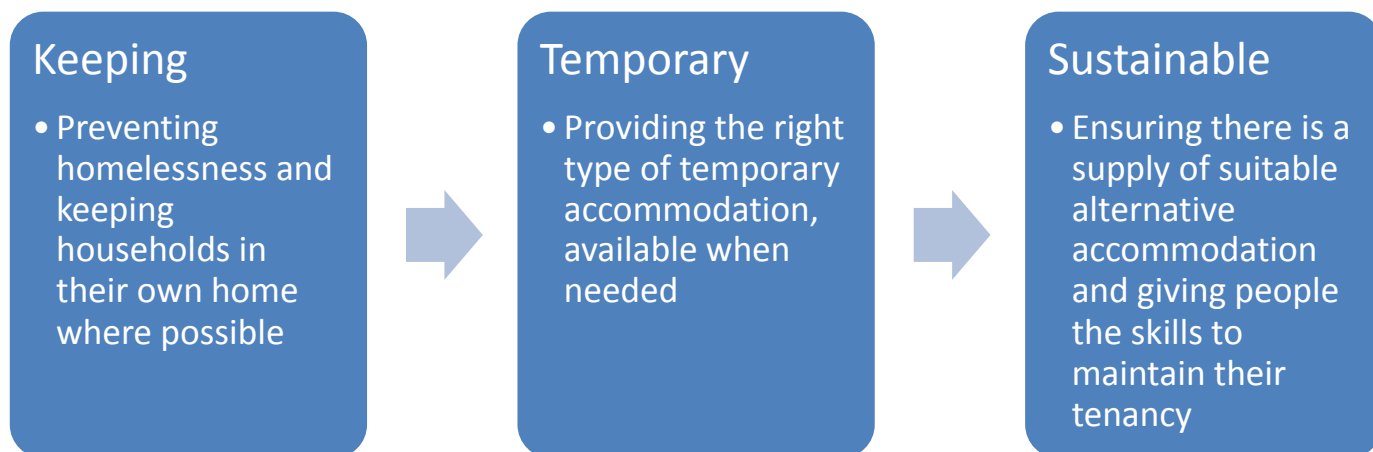 Keeping
• Preventing
homelessness and
keeping
households in
their own home
where possible
Temporary
• Providing the right
type of temporary
accommodation,
available when
needed
Sustainable
• Ensuring there is a
supply of suitable
alternative
accommodation
and giving people
the skills to
maintain their
tenancy